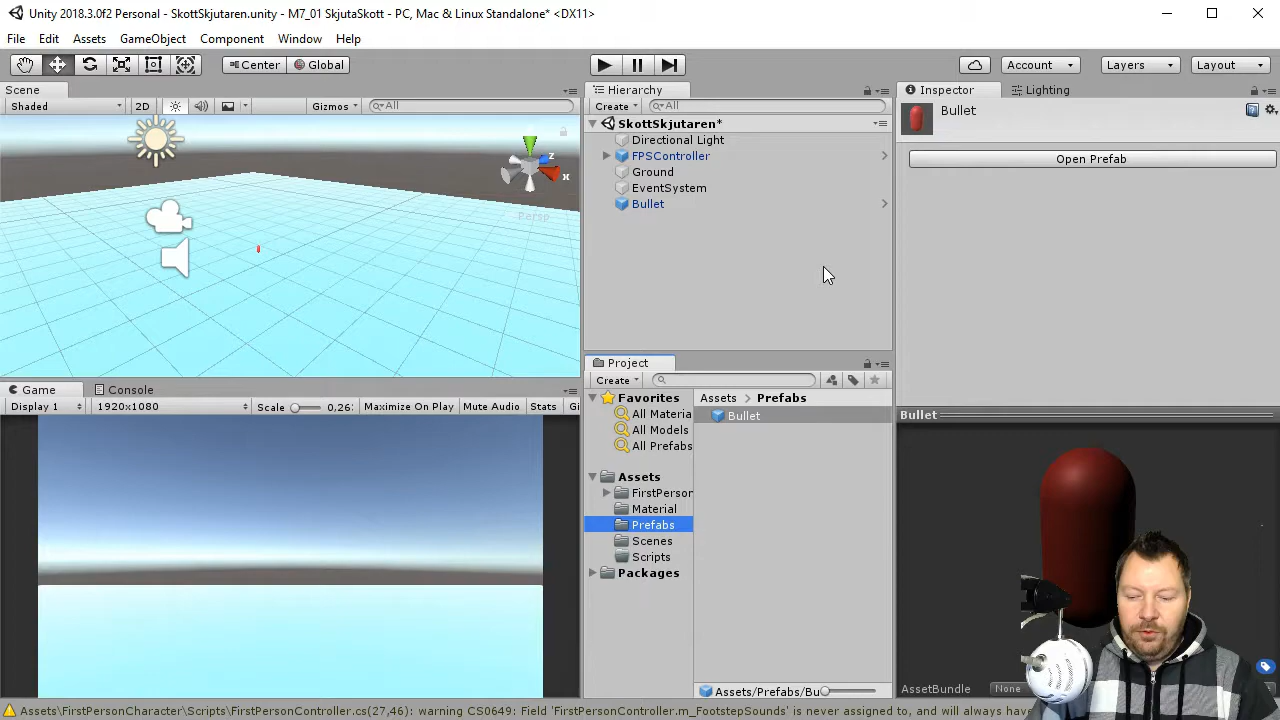 Unity 2018.3.0f2 Personal - SkottSkjutaren.unity - M7_01 SkjutaSkott - PC, Mac & Linux Standalone* <DX11>
File Edit Assets GameObject Component Window Help
Center Global Account Layers Layout
Scene
Shaded 2D Gizmos All
Persp
x
z
Hierarchy
Create All
SkottSkjutaren*
Directional Light
FPSController
Ground
EventSystem
Bullet
Inspector Lighting
Bullet
Open Prefab
Game Console
Display 1 1920x1080 Scale 0,26 Maximize On Play Mute Audio Stats Gi
Project
Create
Favorites
All Materia
All Models
All Prefabs
Assets
FirstPerson
Material
Prefabs
Scenes
Scripts
Packages
Assets > Prefabs
Bullet
Assets/Prefabs/Bu
Bullet
AssetBundle None
Assets\FirstPersonCharacter\Scripts\FirstPersonController.cs(27,46): warning CS0649: Field 'FirstPersonController.m_FootstepSounds' is never assigned to, and will always have